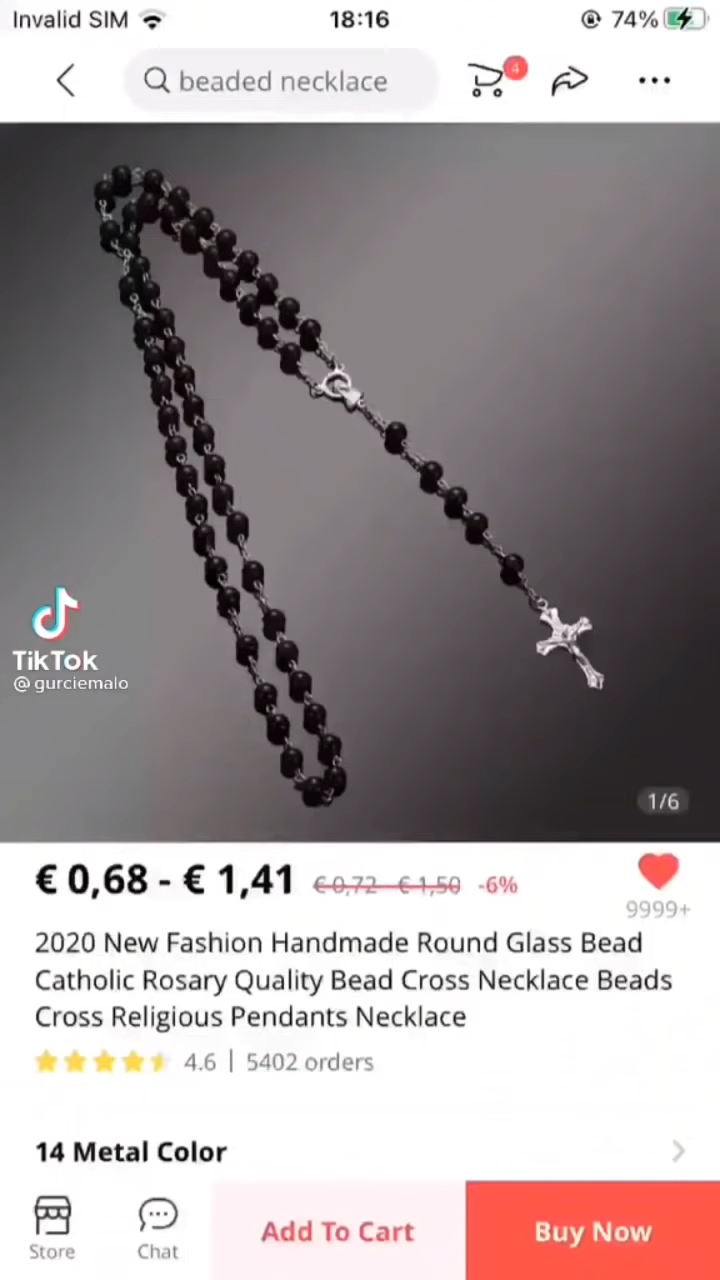 Invalid SIM 18:16 74%
beaded necklace 4
TikTok
@gurciemalo
1/6
€ 0,68 - € 1,41 € 0,72 - € 1,50 -6%
9999+
2020 New Fashion Handmade Round Glass Bead
Catholic Rosary Quality Bead Cross Necklace Beads
Cross Religious Pendants Necklace
4.6 | 5402 orders
14 Metal Color
Store Chat Add To Cart Buy Now